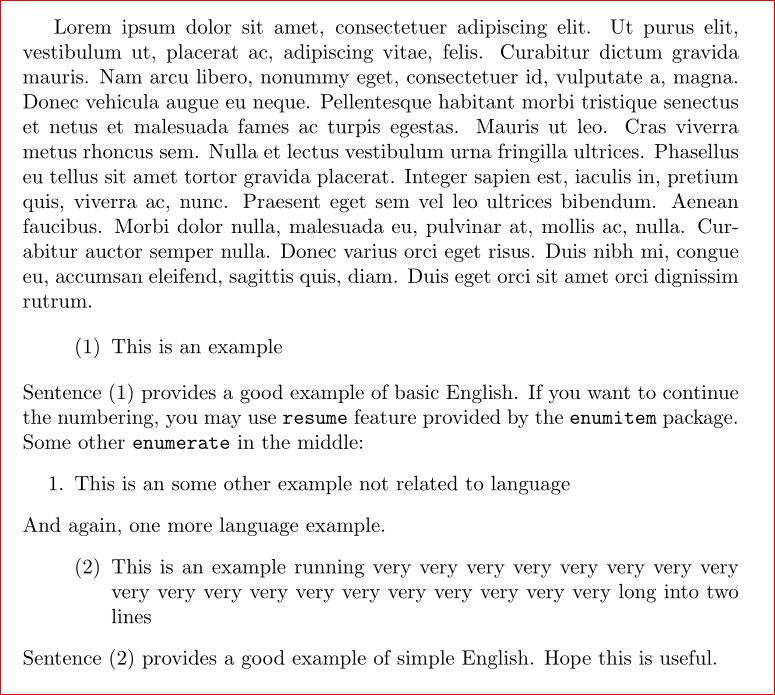 Lorem ipsum dolor sit amet, consectetuer adipiscing elit. Ut purus elit,
vestibulum ut, placerat ac, adipiscing vitae, felis. Curabitur dictum gravida
mauris. Nam arcu libero, nonummy eget, consectetuer id, vulputate a, magna.
Donec vehicula augue eu neque. Pellentesque habitant morbi tristique senectus
et netus et malesuada fames ac turpis egestas. Mauris ut leo. Cras viverra
metus rhoncus sem. Nulla et lectus vestibulum urna fringilla ultrices. Phasellus
eu tellus sit amet tortor gravida placerat. Integer sapien est, iaculis in, pretium
quis, viverra ac, nunc. Praesent eget sem vel leo ultrices bibendum. Aenean
faucibus. Morbi dolor nulla, malesuada eu, pulvinar at, mollis ac, nulla. Cur-
abitur auctor semper nulla. Donec varius orci eget risus. Duis nibh mi, congue
eu, accumsan eleifend, sagittis quis, diam. Duis eget orci sit amet orci dignissim
rutrum.
(1) This is an example
Sentence (1) provides a good example of basic English. If you want to continue
the numbering, you may use resume feature provided by the enumitem package.
Some other enumerate in the middle:
1. This is an some other example not related to language
And again, one more language example.
(2) This is an example running very very very very very very very very
very very very very very very very very very very very long into two
lines
Sentence (2) provides a good example of simple English. Hope this is useful.